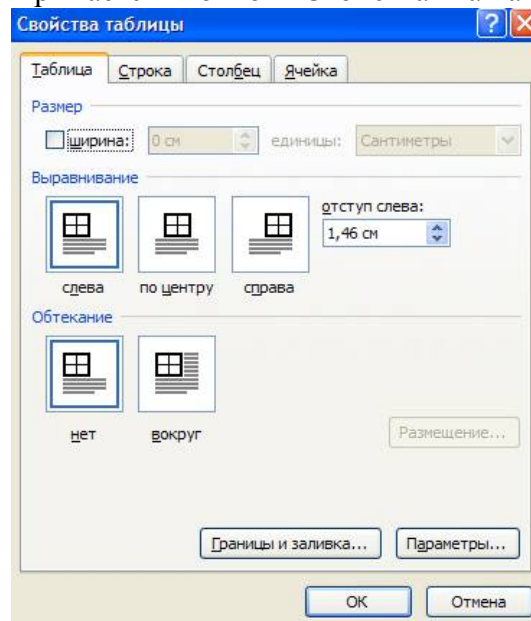 Свойства таблицы
Таблица Строка Столбец Ячейка
Размер
ширина: 0 см единицы: Сантиметры
Выравнивание
отступ слева:
1,46 см
слева по центру справа
Обтекание
нет вокруг
Размещение...
Границы и заливка... Параметры...
ОК Отмена